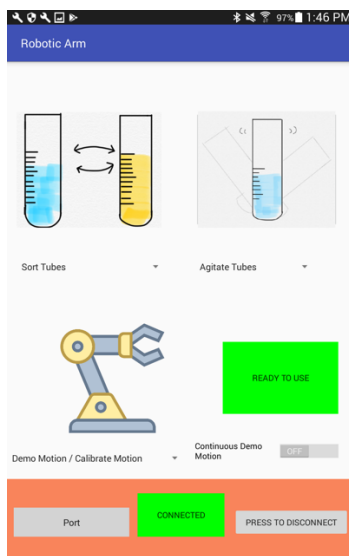 97% 1:46 PM
Robotic Arm
Sort Tubes
Agitate Tubes
READY TO USE
Demo Motion / Calibrate Motion
Continuous Demo
Motion
OFF
Port
CONNECTED
PRESS TO DISCONNECT